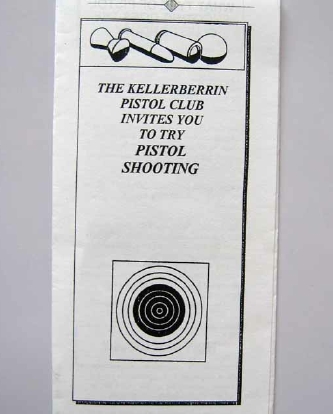 THE KELLERBERRIN
PISTOL CLUB
INVITES YOU
TO TRY
PISTOL
SHOOTING